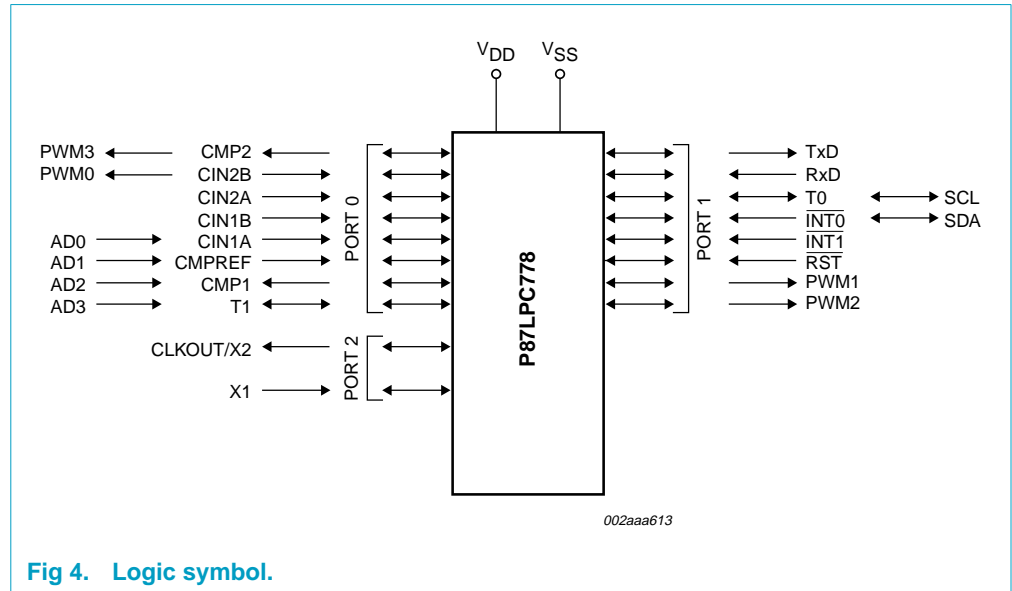 VDD VSS
PWM3 CMP2 TxD
PWM0 CIN2B RxD
CIN2A T0 SCL
CIN1B INT0 SDA
AD0 CIN1A INT1
AD1 CMPREF RST
AD2 CMP1 PWM1
AD3 T1 PWM2
PORT 0
PORT 1
CLKOUT/X2
X1
PORT 2
P87LPC778
002aaa613
Fig 4. Logic symbol.